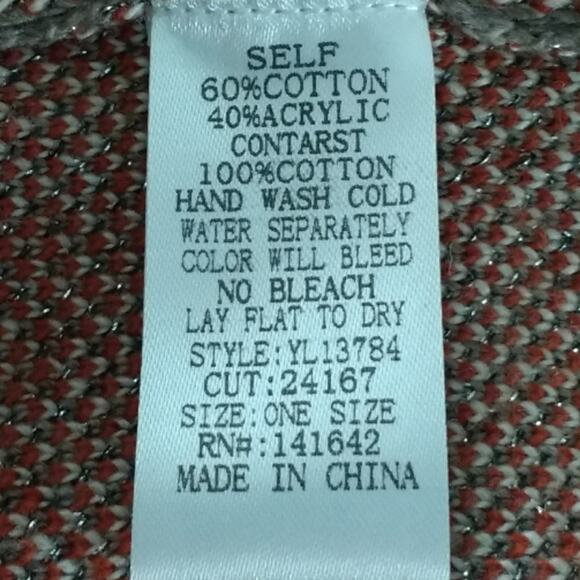 SELF
60%COTTON
40%ACRYLIC
CONTARST
100%COTTON
HAND WASH COLD
WATER SEPARATELY
COLOR WILL BLEED
NO BLEACH
LAY FLAT TO DRY
STYLE:YL13784
CUT:24167
SIZE:ONE SIZE
RN#:141642
MADE IN CHINA